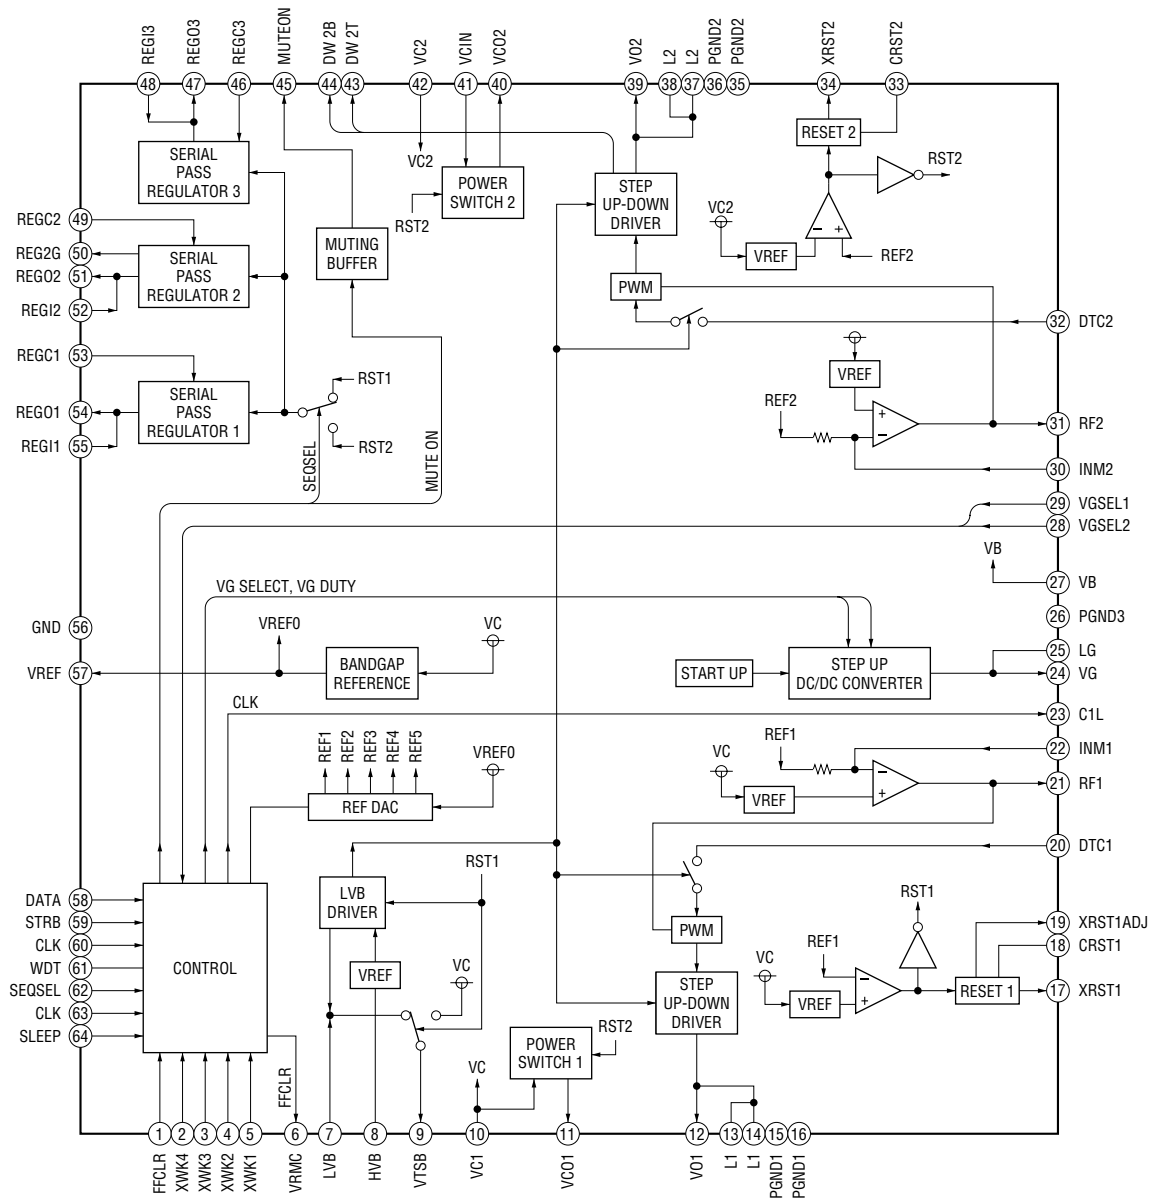 REGI3
REGO3
REGC3
MUTEON
DW 2B
DW 2T
VC2
VCIN
VCO2
VO2
L2
L2
PGND2
PGND2
XRST2
CRST2
48
47
46
45
44
43
42
41
40
39
38
37
36
35
34
33
SERIAL
PASS
REGULATOR 3
VC2
RST2
POWER
SWITCH 2
STEP
UP-DOWN
DRIVER
RESET 2
RST2
VC2
VREF
REF2
REGC2 49
REG2G 50
REGO2 51
REGI2 52
SERIAL
PASS
REGULATOR 2
MUTING
BUFFER
PWM
32 DTC2
REGC1 53
REGO1 54
REGI1 55
SERIAL
PASS
REGULATOR 1
RST1
RST2
SEQSEL
MUTE ON
VREF
REF2
+
−
31 RF2
30 INM2
29 VGSEL1
28 VGSEL2
VB
27 VB
26 PGND3
VG SELECT, VG DUTY
GND 56
VREF 57
VREF0
BANDGAP
REFERENCE
VC
START UP
STEP UP
DC/DC CONVERTER
25 LG
24 VG
CLK
23 C1L
REF1
REF2
REF3
REF4
REF5
REF DAC
VREF0
REF1
VC
VREF
−
+
22 INM1
21 RF1
20 DTC1
RST1
LVB
DRIVER
VREF
PWM
STEP
UP-DOWN
DRIVER
VC
RST1
REF1
VC
VREF
−
+
RESET 1
19 XRST1ADJ
18 CRST1
17 XRST1
DATA 58
STRB 59
CLK 60
WDT 61
SEQSEL 62
CLK 63
SLEEP 64
CONTROL
FFCLR
POWER
SWITCH 1
RST2
VC
1
2
3
4
5
6
7
8
9
10
11
12
13
14
15
16
FFCLR
XWK4
XWK3
XWK2
XWK1
VRMC
LVB
HVB
VTSB
VC1
VCO1
VO1
L1
L1
PGND1
PGND1
− +